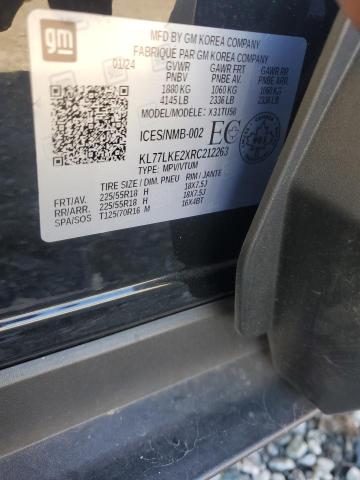 gm
MFD BY GM KOREA COMPANY
FABRIQUE PAR GM KOREA COMPANY
01/24 GVWR GAWR FRT GAWR RR
PNBV PNBE AV. PNBE AR.
1880 KG 1060 KG 1060 KG
4145 LB 2336 LB 2336 LB
MODEL/MODELE: X31TU58
ICES/NMB-002 EC
KL77LKE2XRC212263
TYPE: MPV/VTUM
TIRE SIZE / DIM. PNEU RIM / JANTE
FRT/AV. 225/55R18 H 18X7.5J
RR/ARR. 225/55R18 H 18X7.5J
SPA/SOS T125/70R16 M 16X4BT